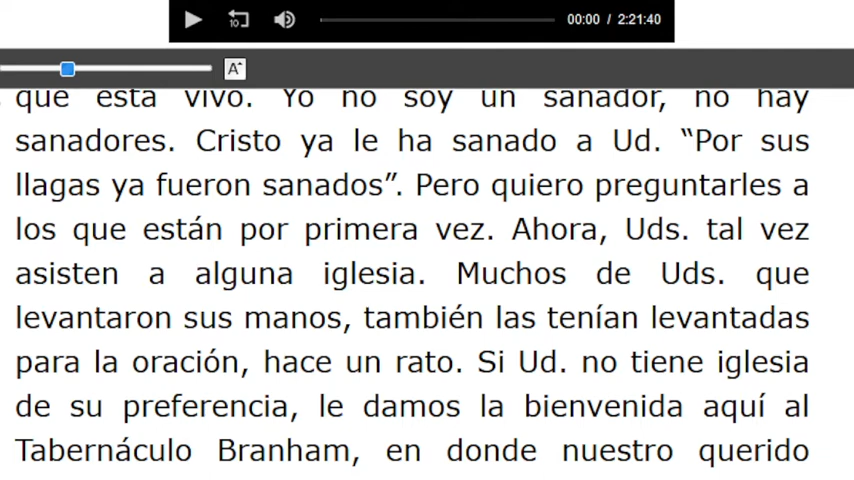 10
00:00 / 2:21:40
A
que está vivo. Yo no soy un sanador, no hay
sanadores. Cristo ya le ha sanado a Ud. “Por sus
llagas ya fueron sanados”. Pero quiero preguntarles a
los que están por primera vez. Ahora, Uds. tal vez
asisten a alguna iglesia. Muchos de Uds. que
levantaron sus manos, también las tenían levantadas
para la oración, hace un rato. Si Ud. no tiene iglesia
de su preferencia, le damos la bienvenida aquí al
Tabernáculo Branham, en donde nuestro querido